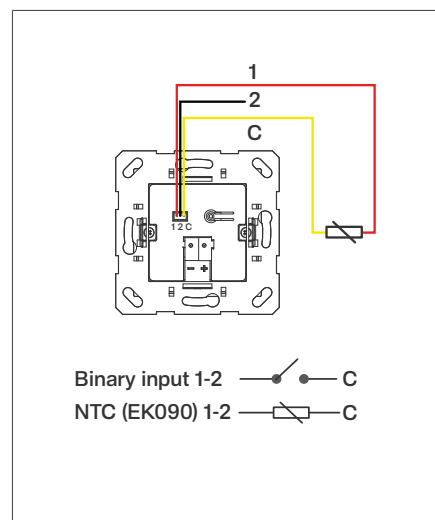 1
2
C
1 2 C
− +
Binary input 1-2 C
NTC (EK090) 1-2 C